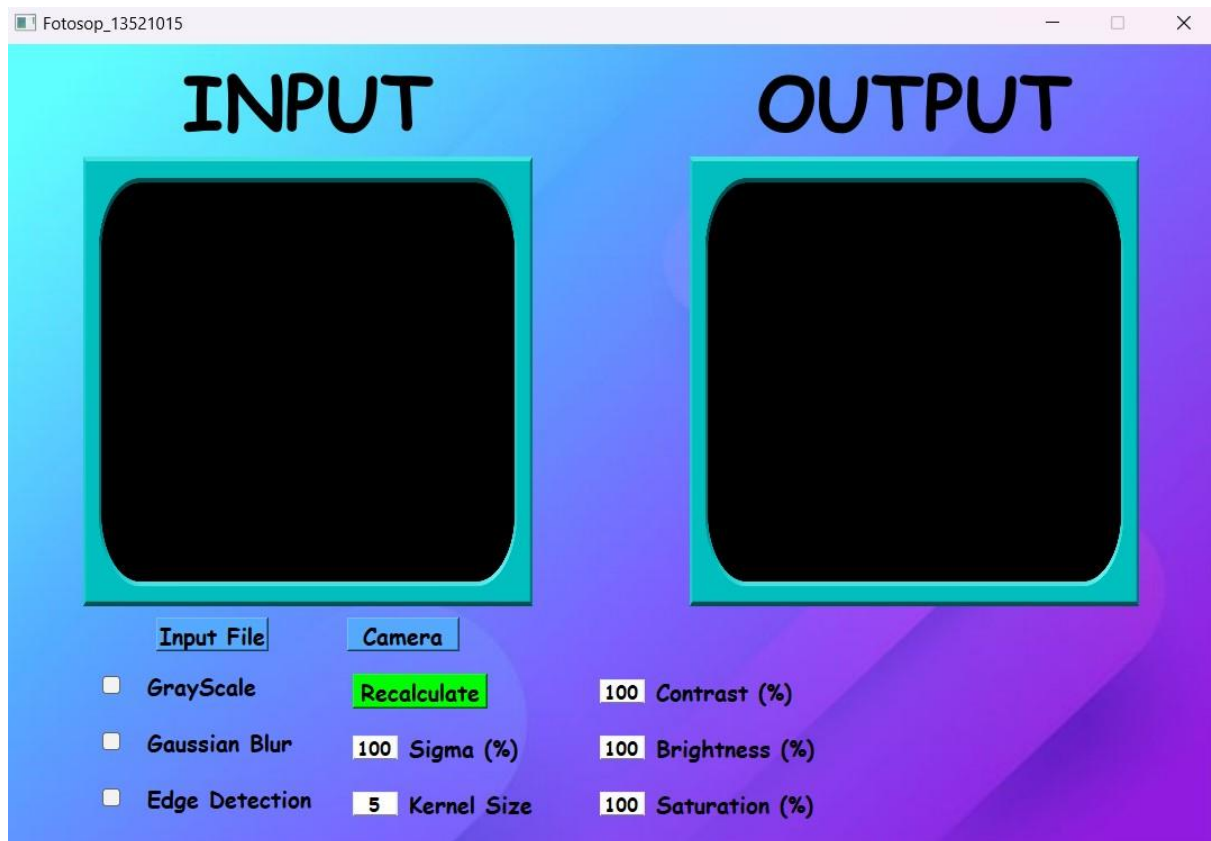 Fotosop_13521015
INPUT
OUTPUT
Input File
Camera
GrayScale
Recalculate
100 Contrast (%)
Gaussian Blur
100 Sigma (%)
100 Brightness (%)
Edge Detection
5 Kernel Size
100 Saturation (%)